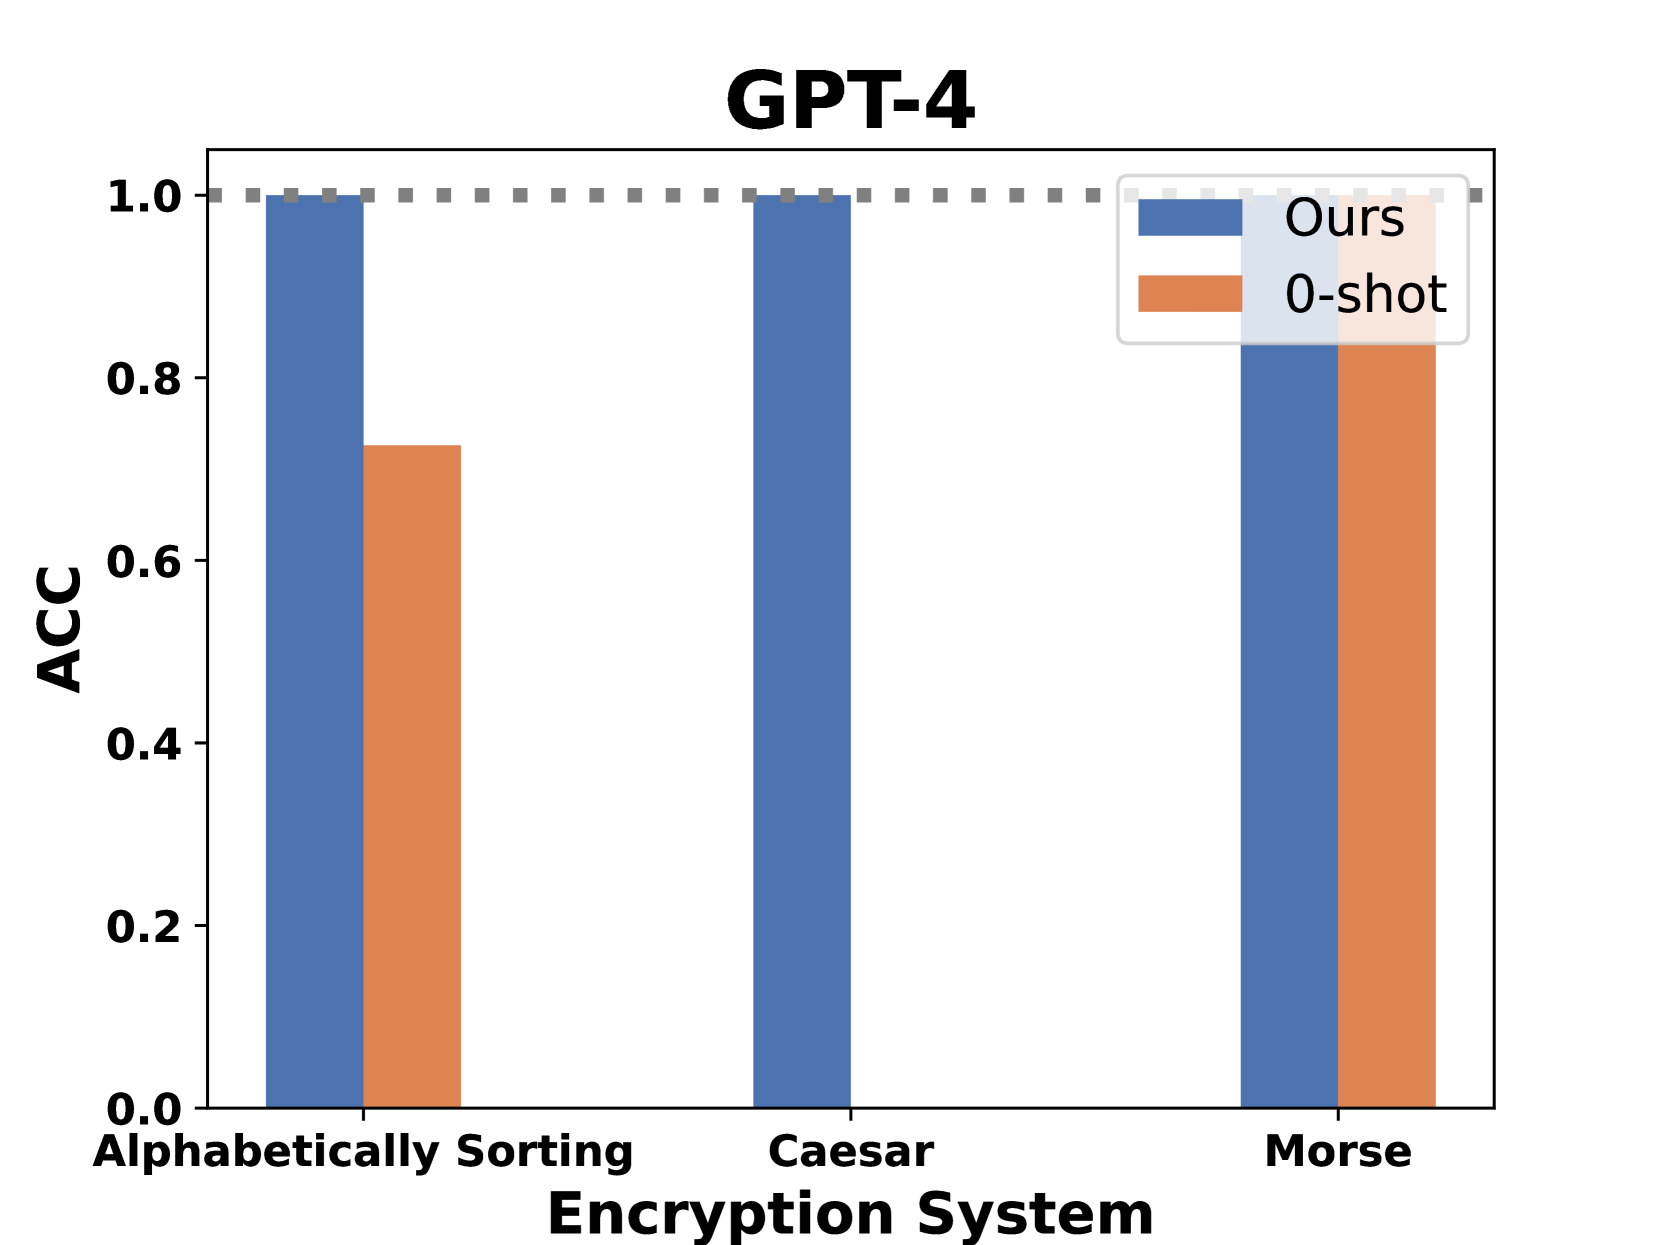 GPT-4
1.0
0.8
0.6
0.4
0.2
0.0
ACC
Ours
0-shot
Alphabetically Sorting
Caesar
Morse
Encryption System